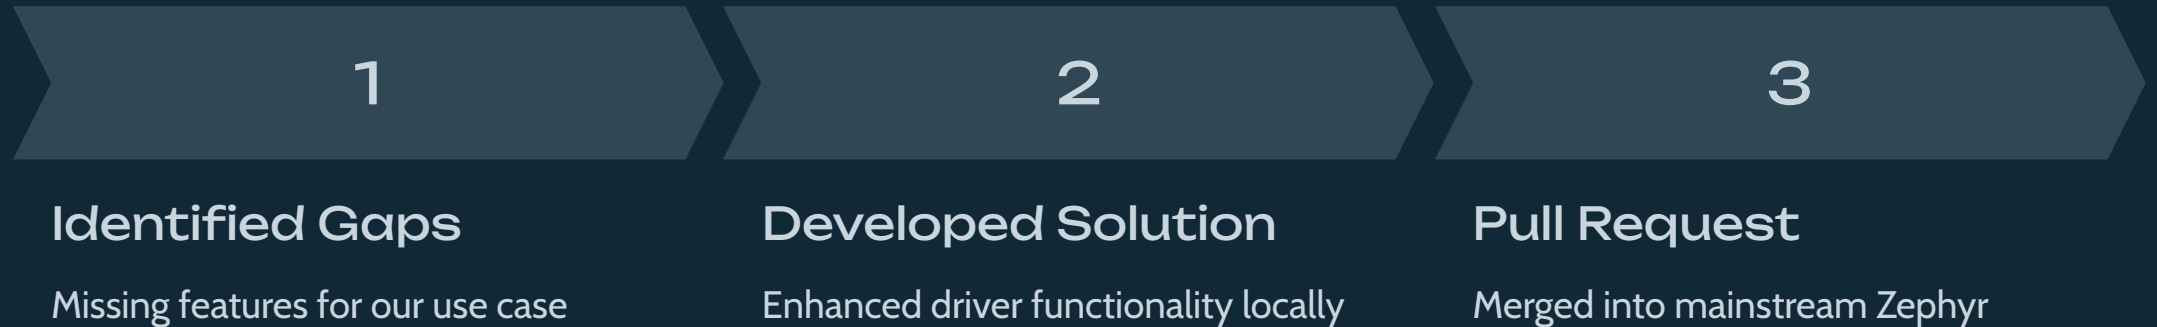 1
2
3
Identified Gaps
Developed Solution
Pull Request
Missing features for our use case
Enhanced driver functionality locally
Merged into mainstream Zephyr